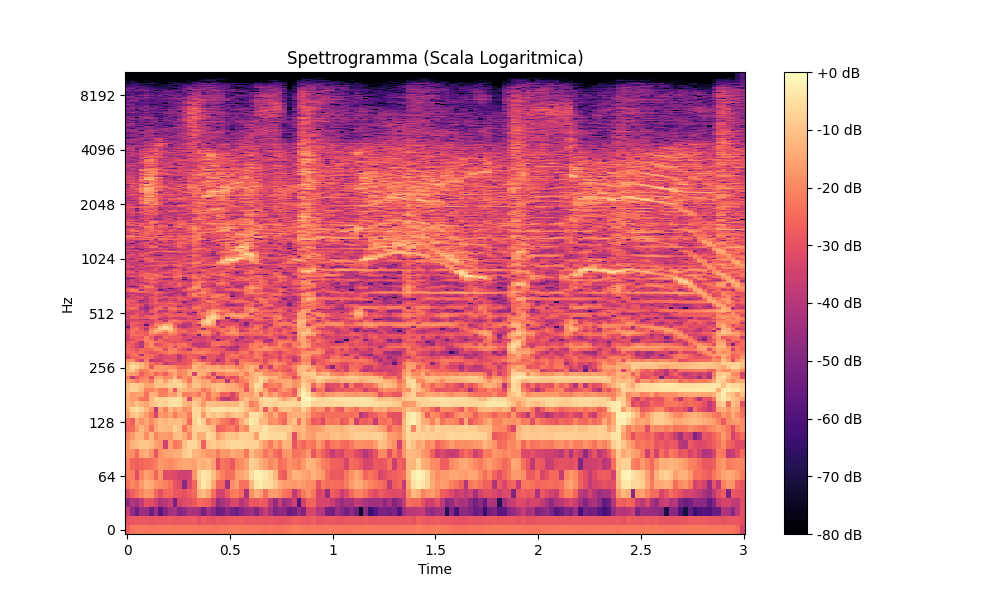 Spettrogramma (Scala Logaritmica)
Hz
8192
4096
2048
1024
512
256
128
64
0
0
0.5
1
1.5
2
2.5
3
Time
+0 dB
-10 dB
-20 dB
-30 dB
-40 dB
-50 dB
-60 dB
-70 dB
-80 dB